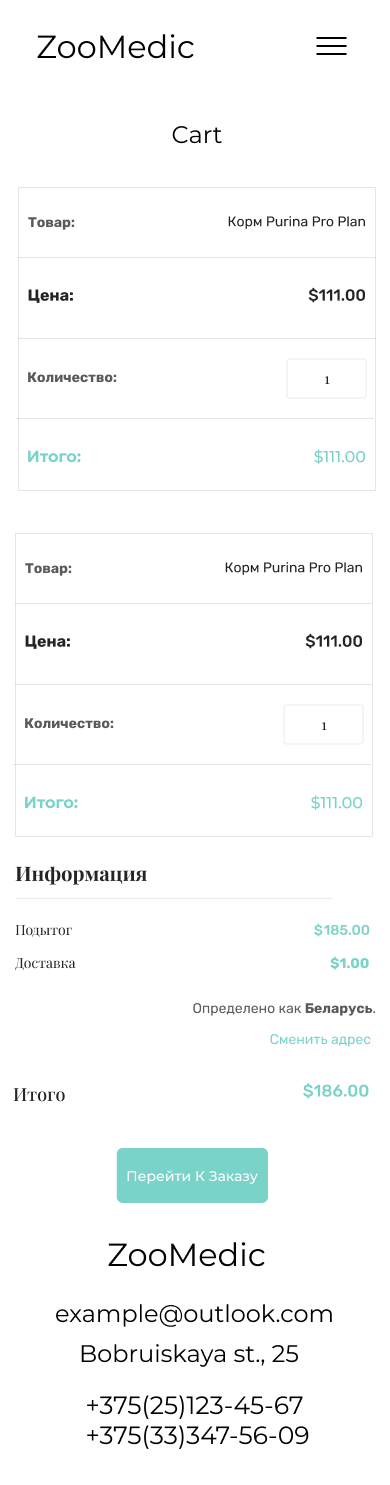 ZooMedic
Cart
Товар: Корм Purina Pro Plan
Цена: $111.00
Количество: 1
Итого: $111.00
Товар: Корм Purina Pro Plan
Цена: $111.00
Количество: 1
Итого: $111.00
Информация
Подытог $185.00
Доставка $1.00
Определено как Беларусь.
Сменить адрес
Итого $186.00
Перейти К Заказу
ZooMedic
example@outlook.com
Bobruiskaya st., 25
+375(25)123-45-67
+375(33)347-56-09